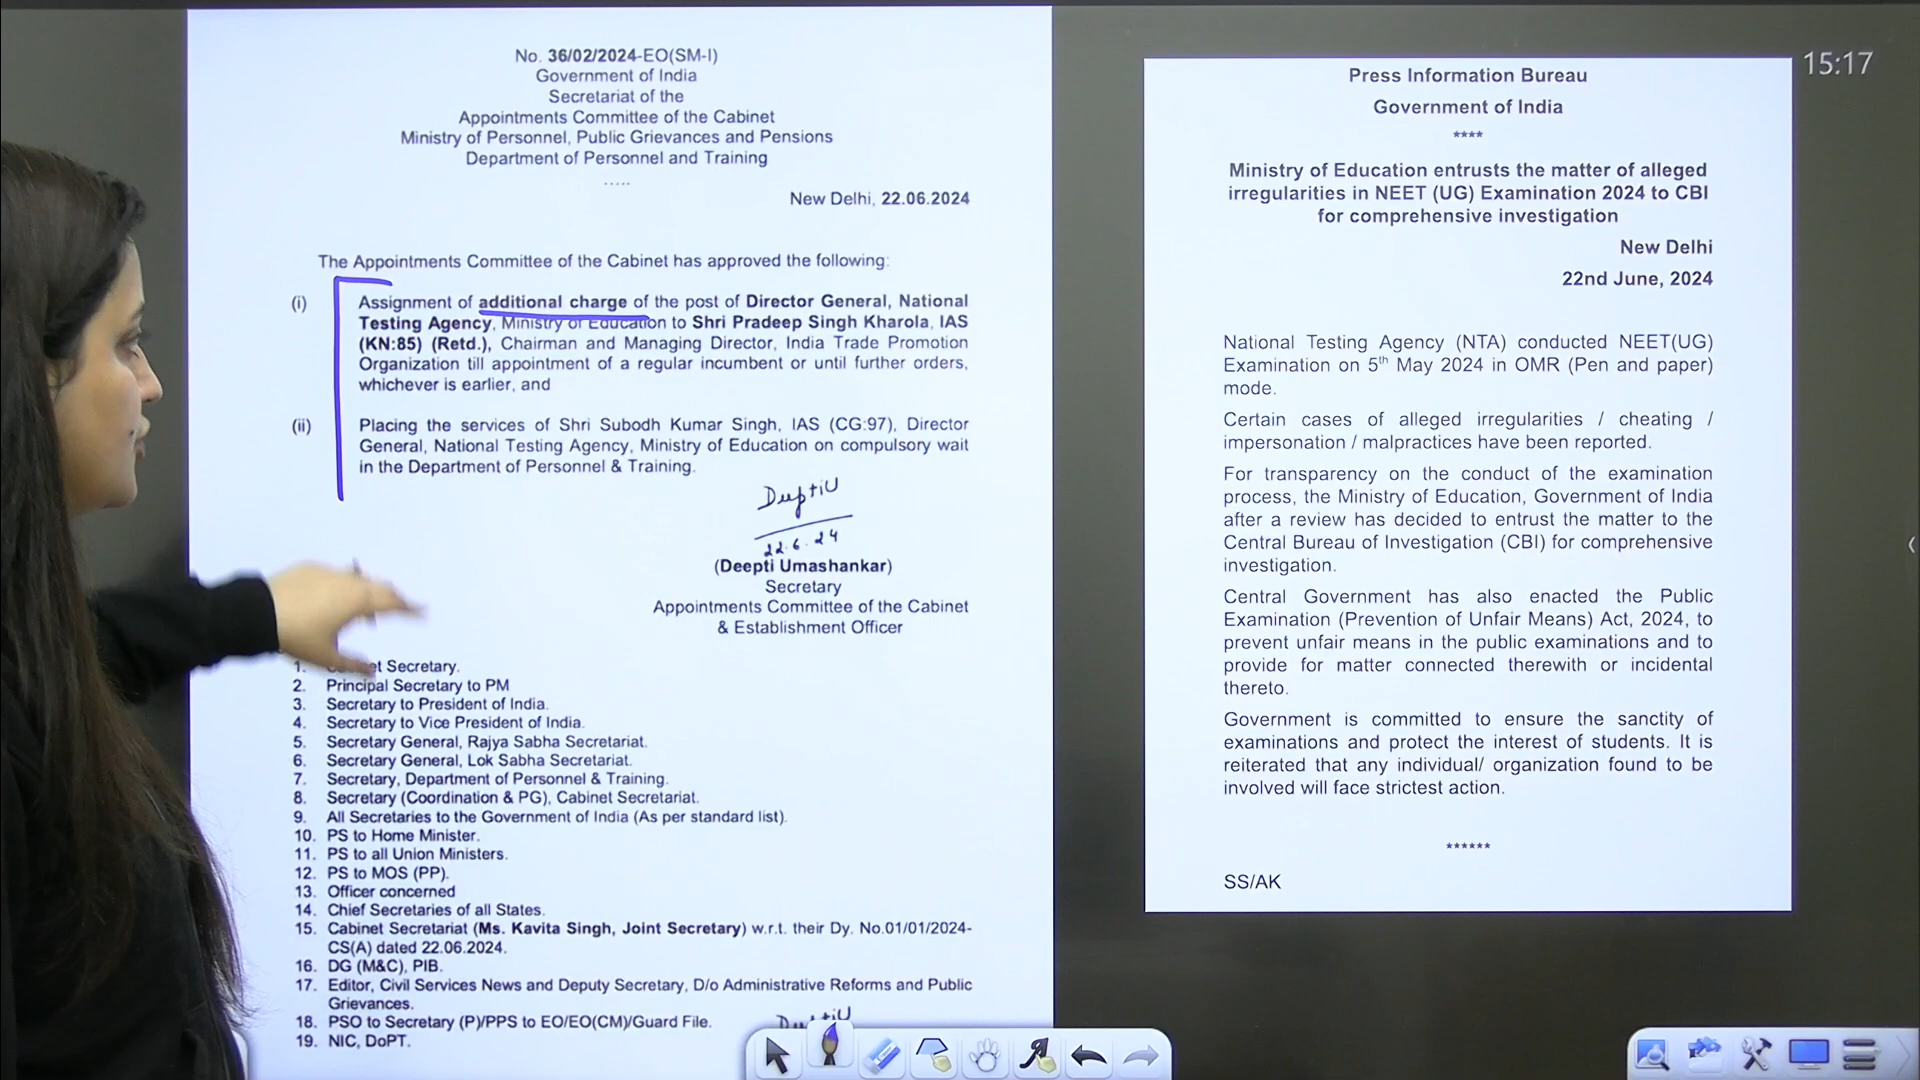 No. 36/02/2024-EO(SM-I)
Government of India
Secretariat of the
Appointments Committee of the Cabinet
Ministry of Personnel, Public Grievances and Pensions
Department of Personnel and Training
.....
New Delhi, 22.06.2024
The Appointments Committee of the Cabinet has approved the following:
(i) Assignment of additional charge of the post of Director General, National
Testing Agency, Ministry of Education to Shri Pradeep Singh Kharola, IAS
(KN:85) (Retd.), Chairman and Managing Director, India Trade Promotion
Organization till appointment of a regular incumbent or until further orders,
whichever is earlier, and
(ii) Placing the services of Shri Subodh Kumar Singh, IAS (CG:97), Director
General, National Testing Agency, Ministry of Education on compulsory wait
in the Department of Personnel & Training.
22.6.24
(Deepti Umashankar)
Secretary
Appointments Committee of the Cabinet
& Establishment Officer
1. Secretary.
2. Principal Secretary to PM
3. Secretary to President of India.
4. Secretary to Vice President of India.
5. Secretary General, Rajya Sabha Secretariat.
6. Secretary General, Lok Sabha Secretariat.
7. Secretary, Department of Personnel & Training.
8. Secretary (Coordination & PG), Cabinet Secretariat.
9. All Secretaries to the Government of India (As per standard list).
10. PS to Home Minister.
11. PS to all Union Ministers.
12. PS to MOS (PP).
13. Officer concerned
14. Chief Secretaries of all States.
15. Cabinet Secretariat (Ms. Kavita Singh, Joint Secretary) w.r.t. their Dy. No.01/01/2024-
CS(A) dated 22.06.2024.
16. DG (M&C), PIB.
17. Editor, Civil Services News and Deputy Secretary, D/o Administrative Reforms and Public
Grievances.
18. PSO to Secretary (P)/PPS to EO/EO(CM)/Guard File.
19. NIC, DoPT.
15:17
Press Information Bureau
Government of India
****
Ministry of Education entrusts the matter of alleged
irregularities in NEET (UG) Examination 2024 to CBI
for comprehensive investigation
New Delhi
22nd June, 2024
National Testing Agency (NTA) conducted NEET(UG)
Examination on 5th May 2024 in OMR (Pen and paper)
mode.
Certain cases of alleged irregularities / cheating /
impersonation / malpractices have been reported.
For transparency on the conduct of the examination
process, the Ministry of Education, Government of India
after a review has decided to entrust the matter to the
Central Bureau of Investigation (CBI) for comprehensive
investigation.
Central Government has also enacted the Public
Examination (Prevention of Unfair Means) Act, 2024, to
prevent unfair means in the public examinations and to
provide for matter connected therewith or incidental
thereto.
Government is committed to ensure the sanctity of
examinations and protect the interest of students. It is
reiterated that any individual/ organization found to be
involved will face strictest action.
******
SS/AK